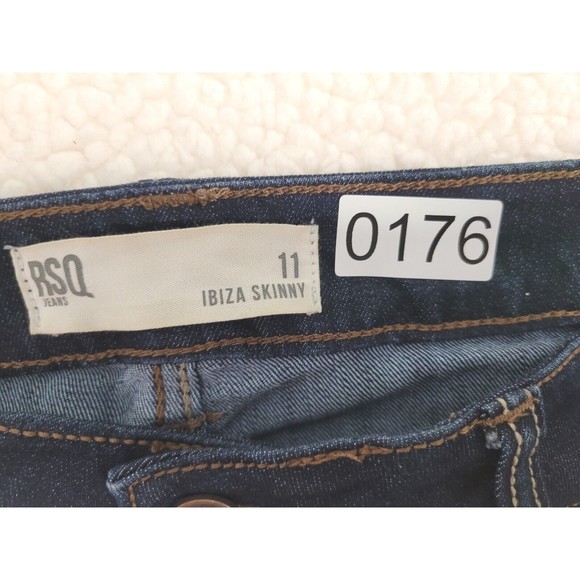 RSQ
JEANS
11
IBIZA SKINNY
0176